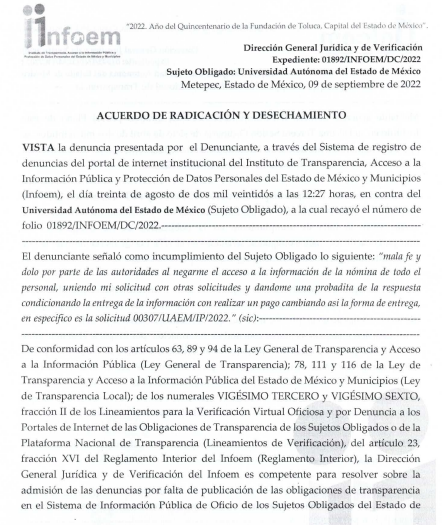 infoem
Instituto de Transparencia, Acceso a la Información Pública y
Protección de Datos Personales del Estado de México y Municipios
"2022. Año del Quincentenario de la Fundación de Toluca, Capital del Estado de México".
Dirección General Jurídica y de Verificación
Expediente: 01892/INFOEM/DC/2022
Sujeto Obligado: Universidad Autónoma del Estado de México
Metepec, Estado de México, 09 de septiembre de 2022
ACUERDO DE RADICACIÓN Y DESECHAMIENTO
VISTA la denuncia presentada por el Denunciante, a través del Sistema de registro de
denuncias del portal de internet institucional del Instituto de Transparencia, Acceso a la
Información Pública y Protección de Datos Personales del Estado de México y Municipios
(Infoem), el día treinta de agosto de dos mil veintidós a las 12:27 horas, en contra del
Universidad Autónoma del Estado de México (Sujeto Obligado), a la cual recayó el número de
folio 01892/INFOEM/DC/2022.---
El denunciante señaló como incumplimiento del Sujeto Obligado lo siguiente: "mala fe y
dolo por parte de las autoridades al negarme el acceso a la información de la nómina de todo el
personal, uniendo mi solicitud con otras solicitudes y dandome una probadita de la respuesta
condicionando la entrega de la información con realizar un pago cambiando asi la forma de entrega,
en especifico es la solicitud 00307/UAEM/IP/2022." (sic):---
De conformidad con los artículos 63, 89 y 94 de la Ley General de Transparencia y Acceso
a la Información Pública (Ley General de Transparencia); 78, 111 y 116 de la Ley de
Transparencia y Acceso a la Información Pública del Estado de México y Municipios (Ley
de Transparencia Local); de los numerales VIGÉSIMO TERCERO y VIGÉSIMO SEXTO,
fracción II de los Lineamientos para la Verificación Virtual Oficiosa y por Denuncia a los
Portales de Internet de las Obligaciones de Transparencia de los Sujetos Obligados o de la
Plataforma Nacional de Transparencia (Lineamientos de Verificación), del artículo 23,
fracción XVI del Reglamento Interior del Infoem (Reglamento Interior), la Dirección
General Jurídica y de Verificación del Infoem es competente para resolver sobre la
admisión de las denuncias por falta de publicación de las obligaciones de transparencia
en el Sistema de Información Pública de Oficio de los Sujetos Obligados del Estado de